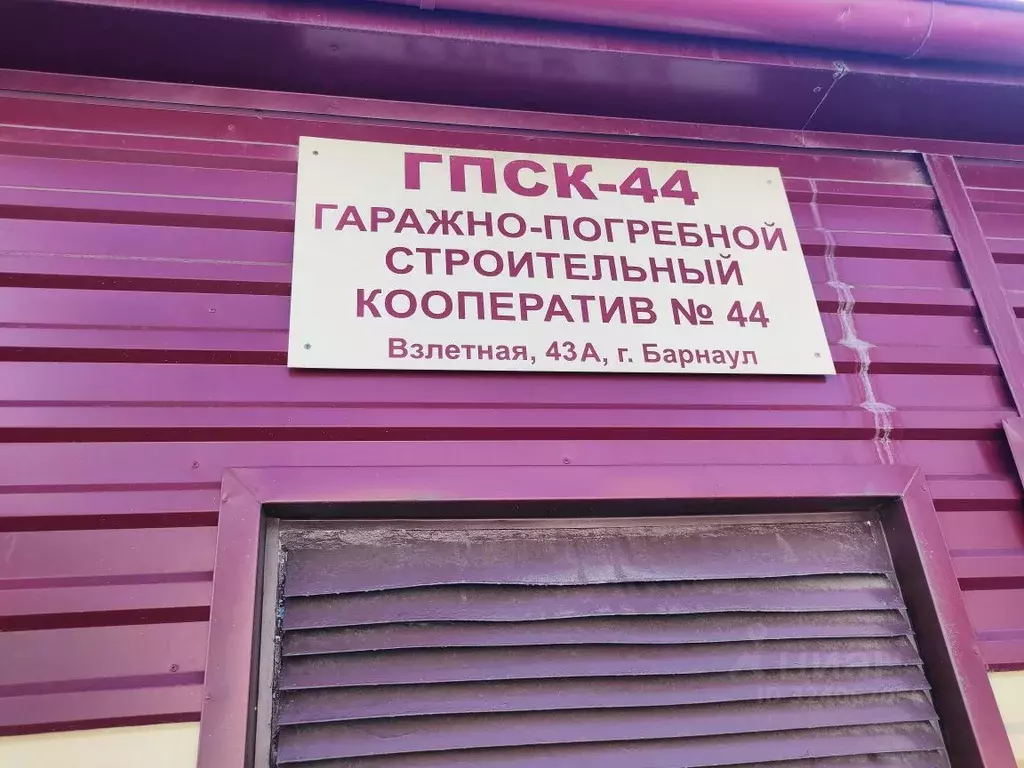 ГПСК-44
ГАРАЖНО-ПОГРЕБНОЙ
СТРОИТЕЛЬНЫЙ
КООПЕРАТИВ № 44
Взлетная, 43А, г. Барнаул